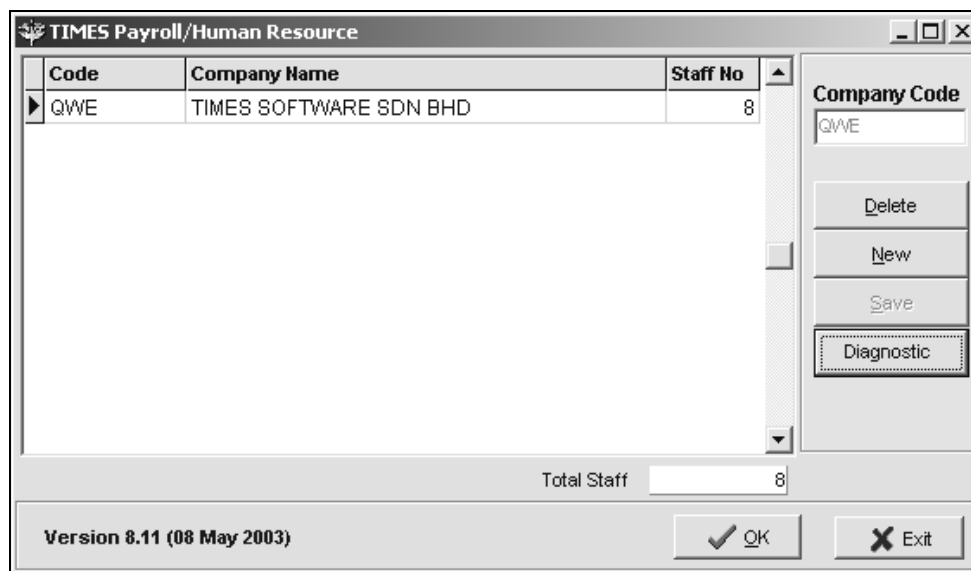 TIMES Payroll/Human Resource
Code Company Name Staff No
QWE TIMES SOFTWARE SDN BHD 8
Company Code
QWE
Delete
New
Save
Diagnostic
Total Staff 8
Version 8.11 (08 May 2003) OK Exit